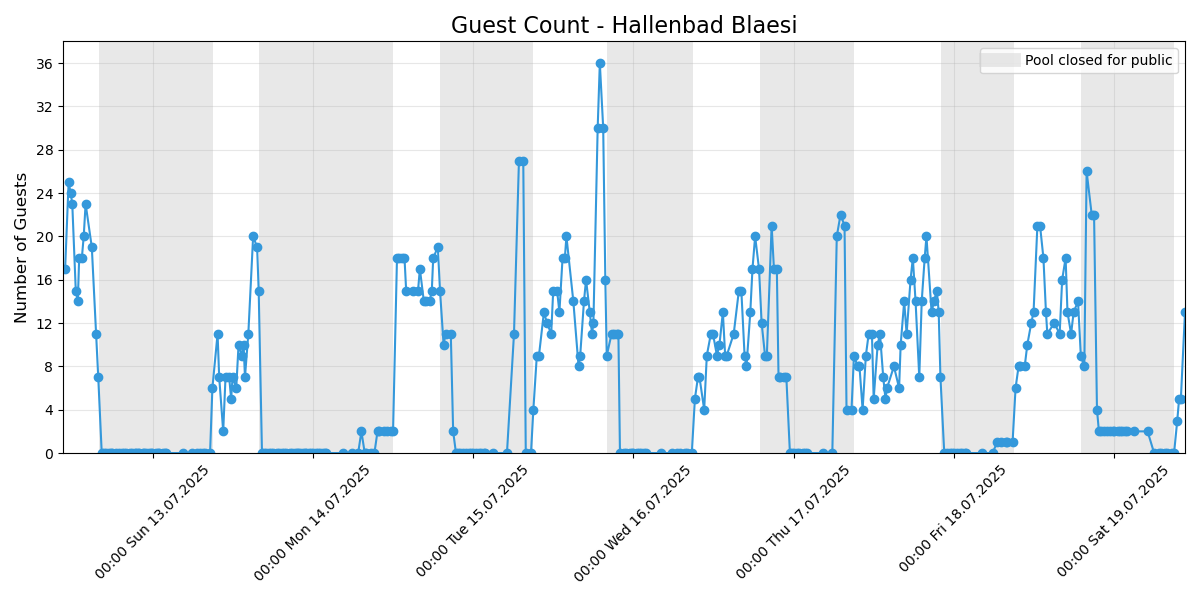 Guest Count - Hallenbad Blaesi
Pool closed for public
Number of Guests
36
32
28
24
20
16
12
8
4
0
00:00 Sun 13.07.2025
00:00 Mon 14.07.2025
00:00 Tue 15.07.2025
00:00 Wed 16.07.2025
00:00 Thu 17.07.2025
00:00 Fri 18.07.2025
00:00 Sat 19.07.2025